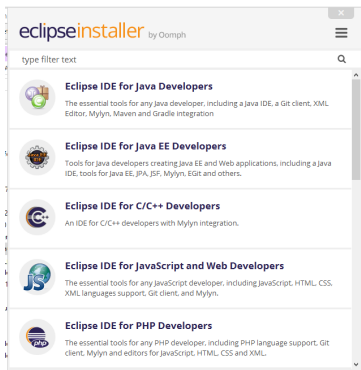 eclipseinstaller by Oomph
type filter text
Eclipse IDE for Java Developers
The essential tools for any Java developer, including a Java IDE, a Git client, XML
Editor, Mylyn, Maven and Gradle integration
Eclipse IDE for Java EE Developers
Tools for Java developers creating Java EE and Web applications, including a Java
IDE, tools for Java EE, JPA, JSF, Mylyn, EGit and others.
Eclipse IDE for C/C++ Developers
An IDE for C/C++ developers with Mylyn integration.
Eclipse IDE for JavaScript and Web Developers
The essential tools for any JavaScript developer, including JavaScript, HTML, CSS,
XML languages support, Git client, and Mylyn.
Eclipse IDE for PHP Developers
The essential tools for any PHP developer, including PHP language support, Git
client, Mylyn and editors for JavaScript, HTML, CSS and XML.